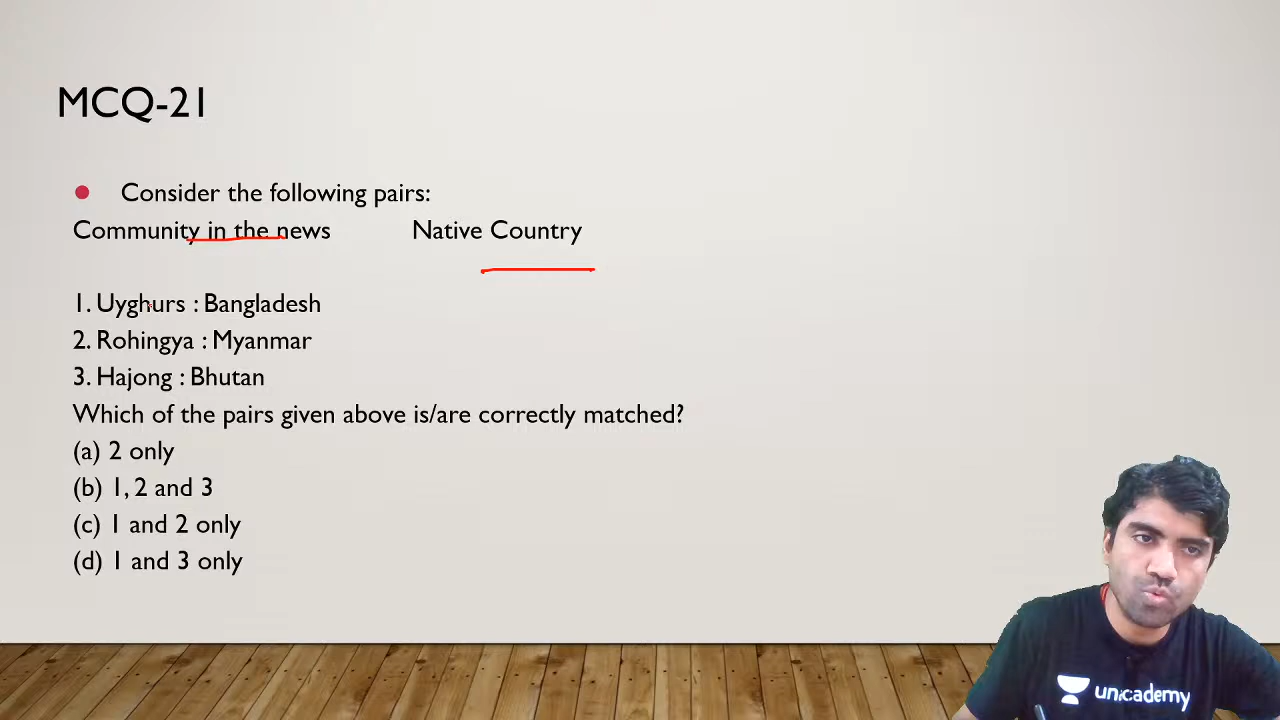 MCQ-21
Consider the following pairs:
Community in the news Native Country
1. Uyghurs : Bangladesh
2. Rohingya : Myanmar
3. Hajong : Bhutan
Which of the pairs given above is/are correctly matched?
(a) 2 only
(b) 1, 2 and 3
(c) 1 and 2 only
(d) 1 and 3 only
unacademy